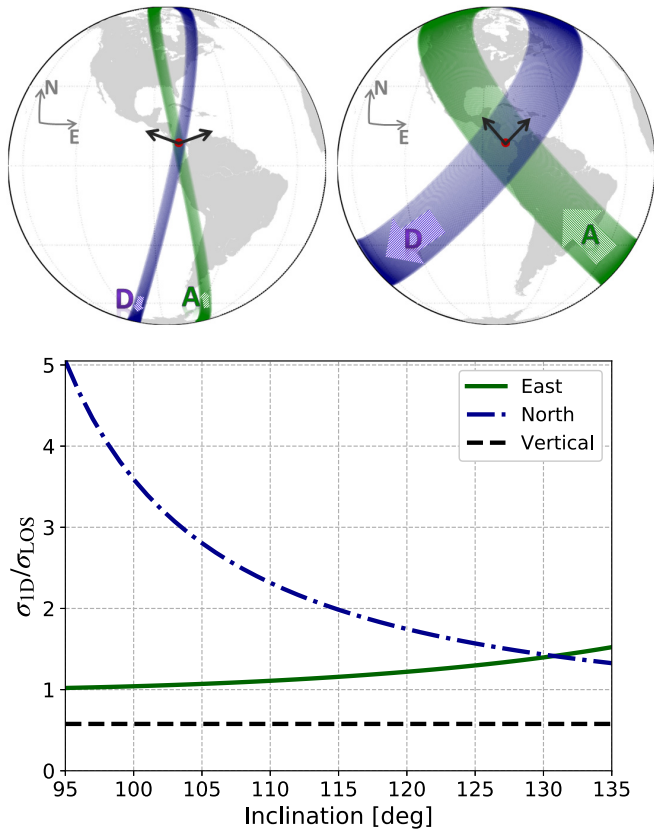 N
E
D
A
N
E
D
A
5
4
3
2
1
0
σ1D/σLOS
East
North
Vertical
95 100 105 110 115 120 125 130 135
Inclination [deg]